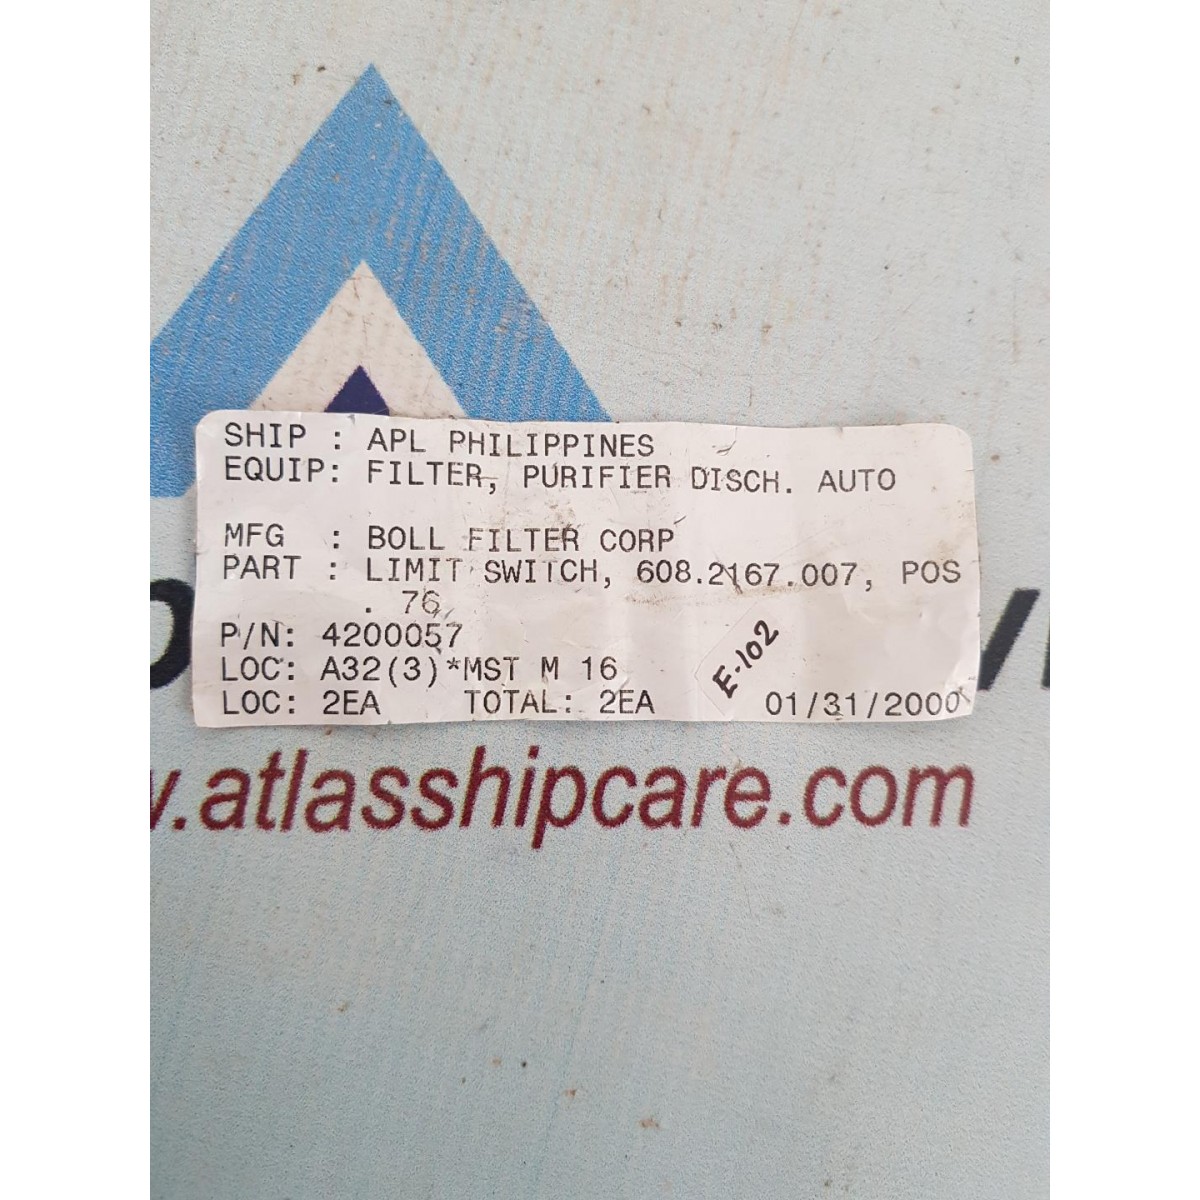 SHIP : APL PHILIPPINES
EQUIP: FILTER, PURIFIER DISCH. AUTO
MFG : BOLL FILTER CORP
PART : LIMIT SWITCH, 608.2167.007, POS
. 76
P/N: 4200057
LOC: A32(3)*MST M 16
E-102
LOC: 2EA TOTAL: 2EA 01/31/2000
.atlasshipcare.com